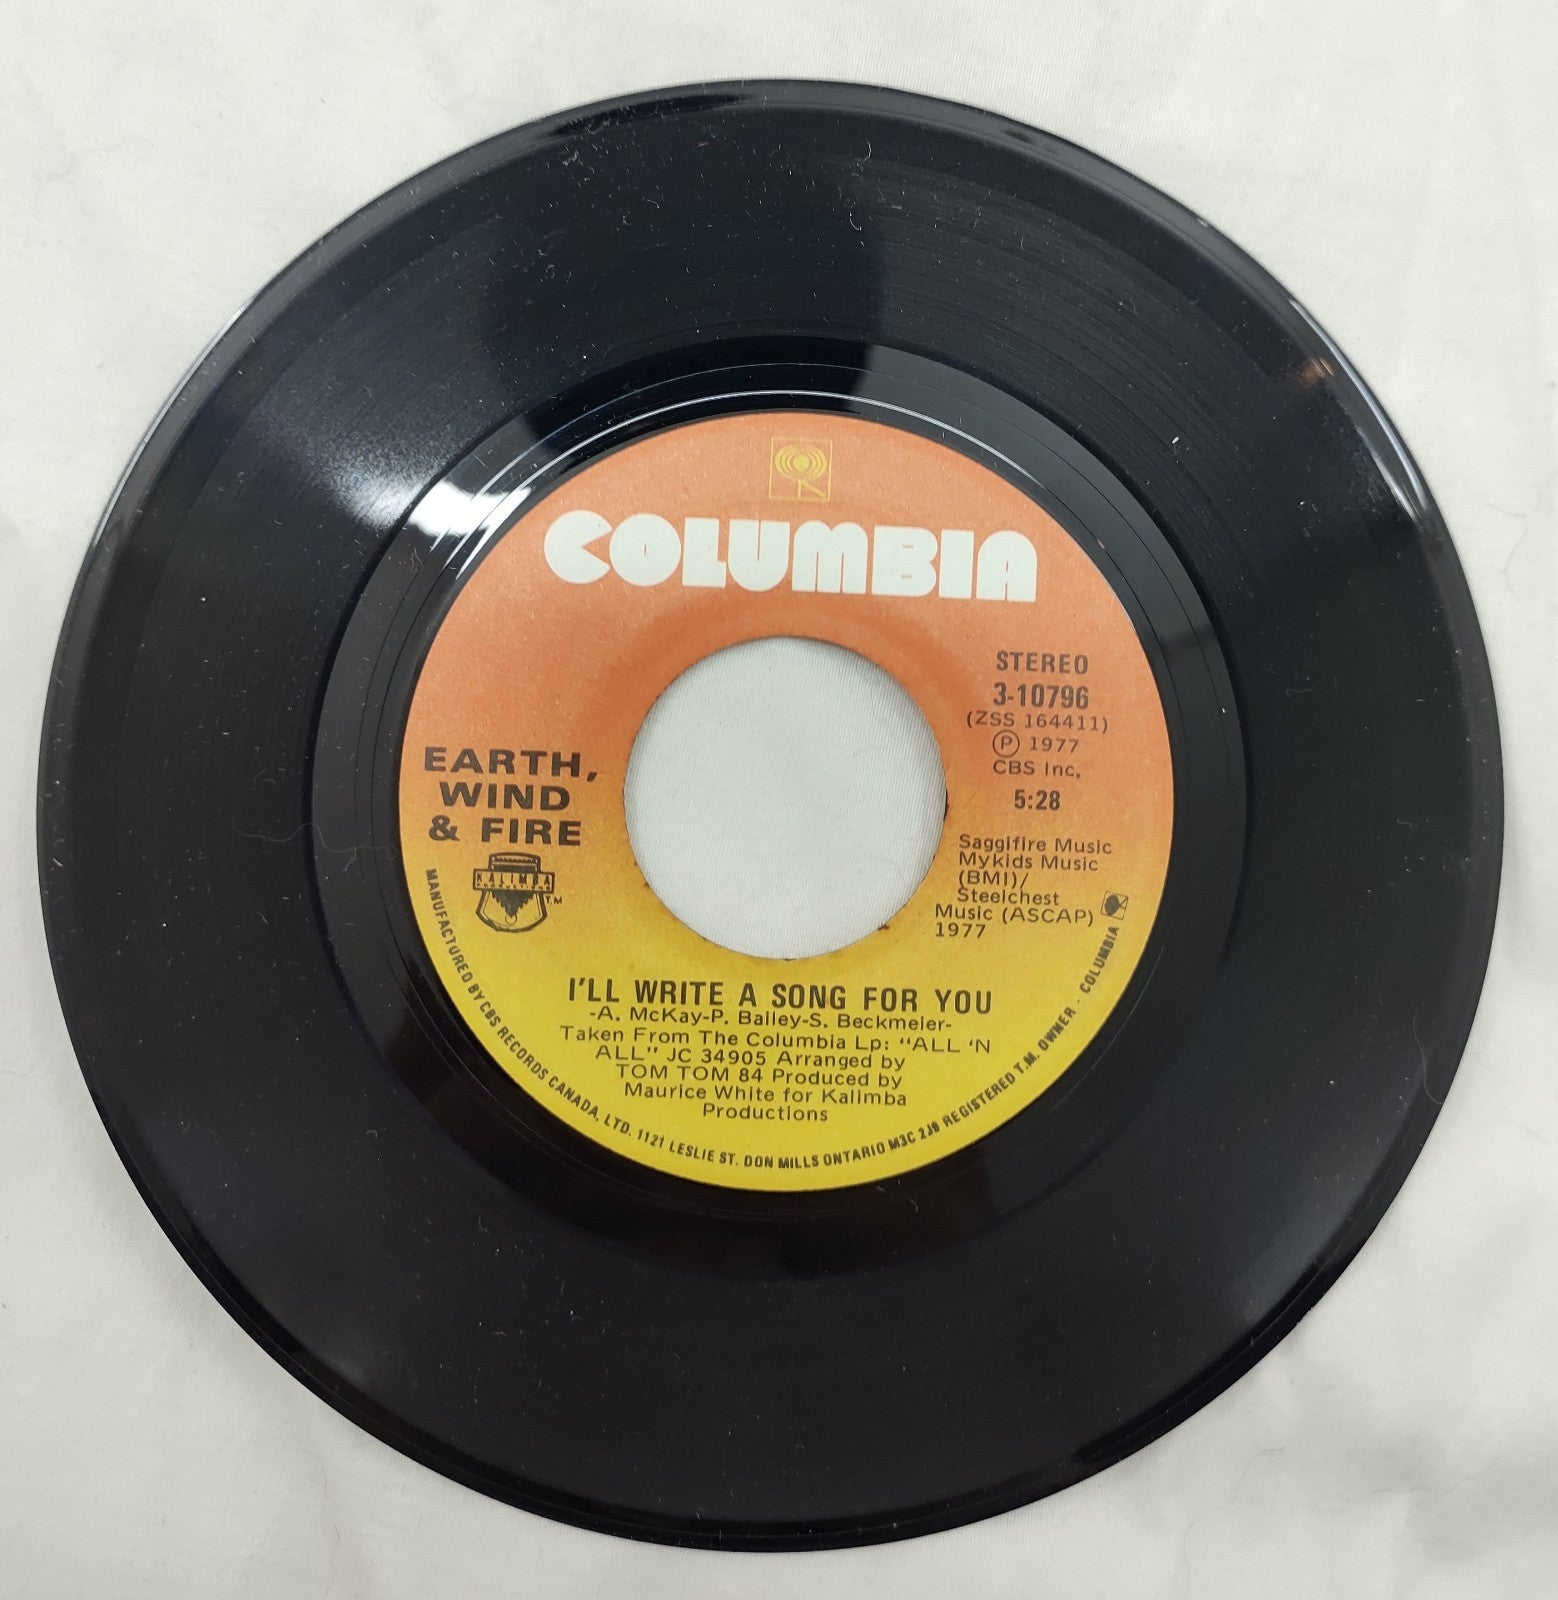 COLUMBIA
STEREO
3-10796
(ZSS 164411)
Ⓟ 1977
CBS Inc.
5:28
EARTH,
WIND
& FIRE
KALIMBA
PRODUCTIONS
T.M.
Saggifire Music
Mykids Music
(BMI)/
Steelchest
Music (ASCAP)
1977
I'LL WRITE A SONG FOR YOU
-A. McKay-P. Bailey-S. Beckmeier-
Taken From The Columbia Lp: "ALL 'N
ALL" JC 34905 Arranged by
TOM TOM 84 Produced by
Maurice White for Kalimba
Productions
MANUFACTURED BY CBS RECORDS CANADA, LTD. 1121 LESLIE ST. DON MILLS ONTARIO M3C 2J9 REGISTERED T.M. OWNER - COLUMBIA